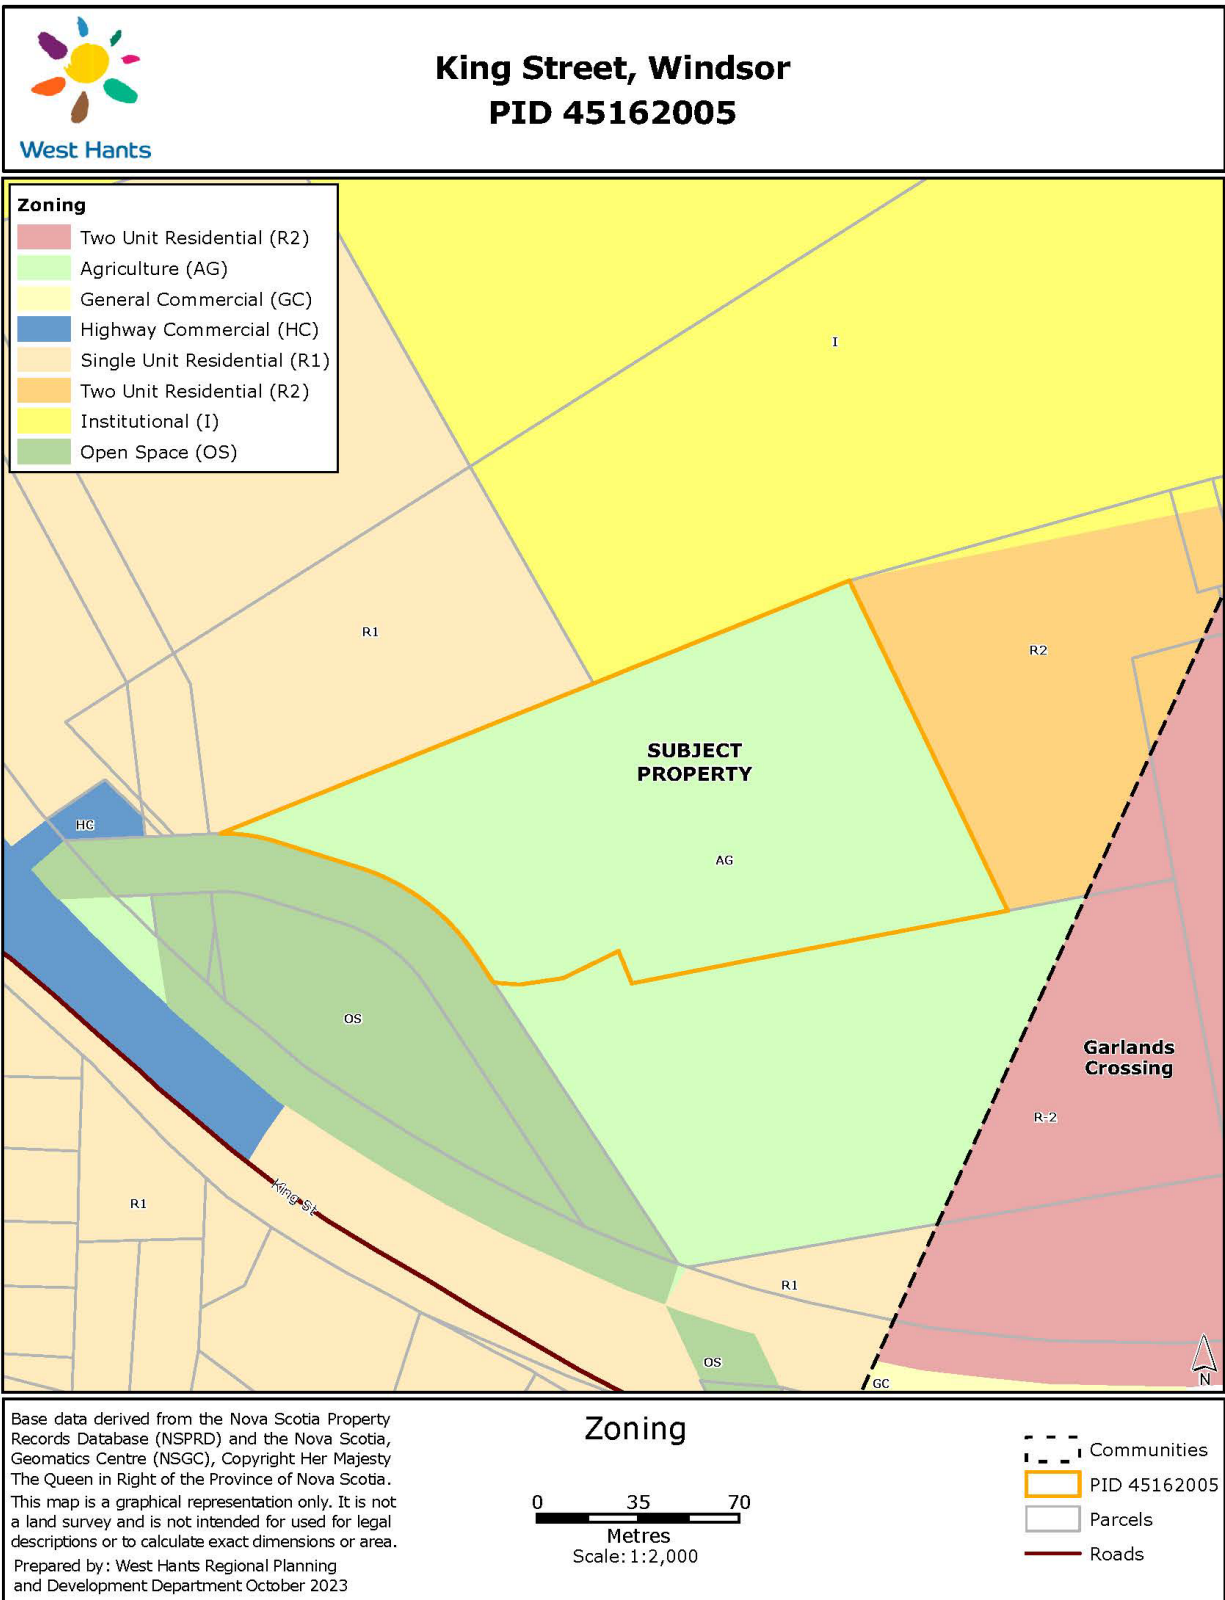 West Hants
King Street, Windsor
PID 45162005
Zoning
Two Unit Residential (R2)
Agriculture (AG)
General Commercial (GC)
Highway Commercial (HC)
Single Unit Residential (R1)
Two Unit Residential (R2)
Institutional (I)
Open Space (OS)
I
R1
R2
SUBJECT
PROPERTY
HC
AG
OS
Garlands
Crossing
R-2
R1
King St
R1
OS
GC
N
Base data derived from the Nova Scotia Property
Records Database (NSPRD) and the Nova Scotia,
Geomatics Centre (NSGC), Copyright Her Majesty
The Queen in Right of the Province of Nova Scotia.
This map is a graphical representation only. It is not
a land survey and is not intended for used for legal
descriptions or to calculate exact dimensions or area.
Prepared by: West Hants Regional Planning
and Development Department October 2023
Zoning
0 35 70
Metres
Scale: 1:2,000
Communities
PID 45162005
Parcels
Roads